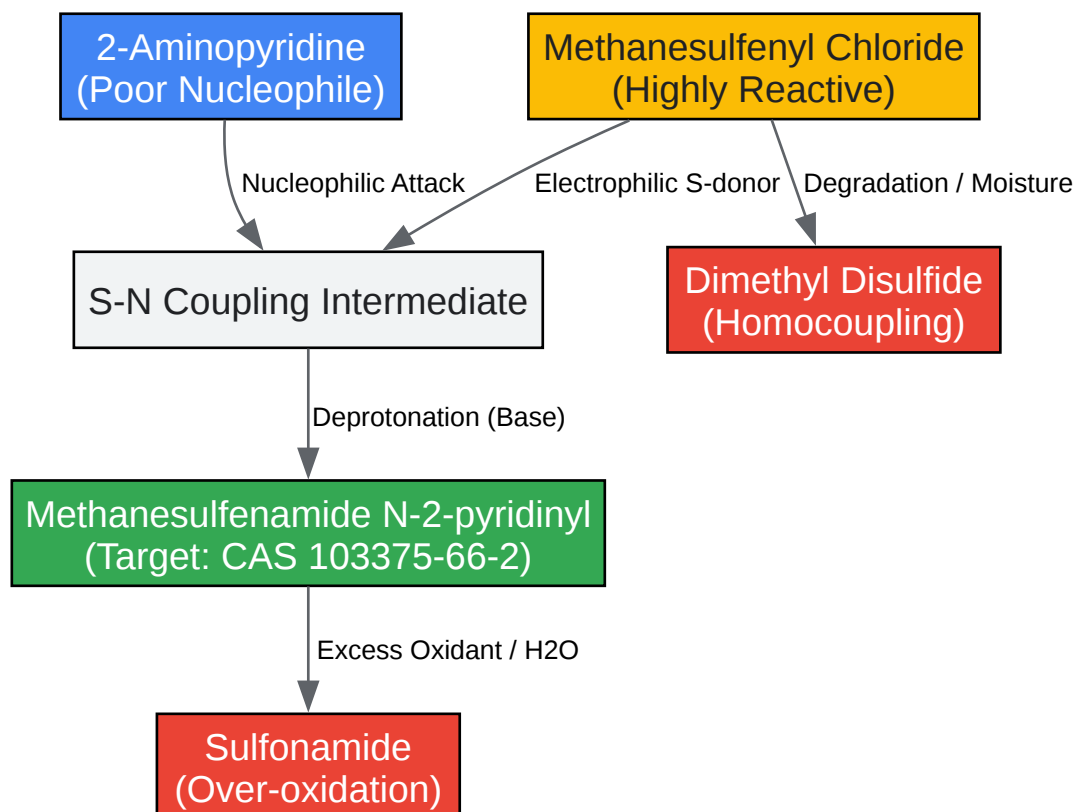 2-Aminopyridine
(Poor Nucleophile)
Methanesulfenyl Chloride
(Highly Reactive)
Nucleophilic Attack
Electrophilic S-donor
Degradation / Moisture
S-N Coupling Intermediate
Dimethyl Disulfide
(Homocoupling)
Deprotonation (Base)
Methanesulfenamide N-2-pyridinyl
(Target: CAS 103375-66-2)
Excess Oxidant / H2O
Sulfonamide
(Over-oxidation)